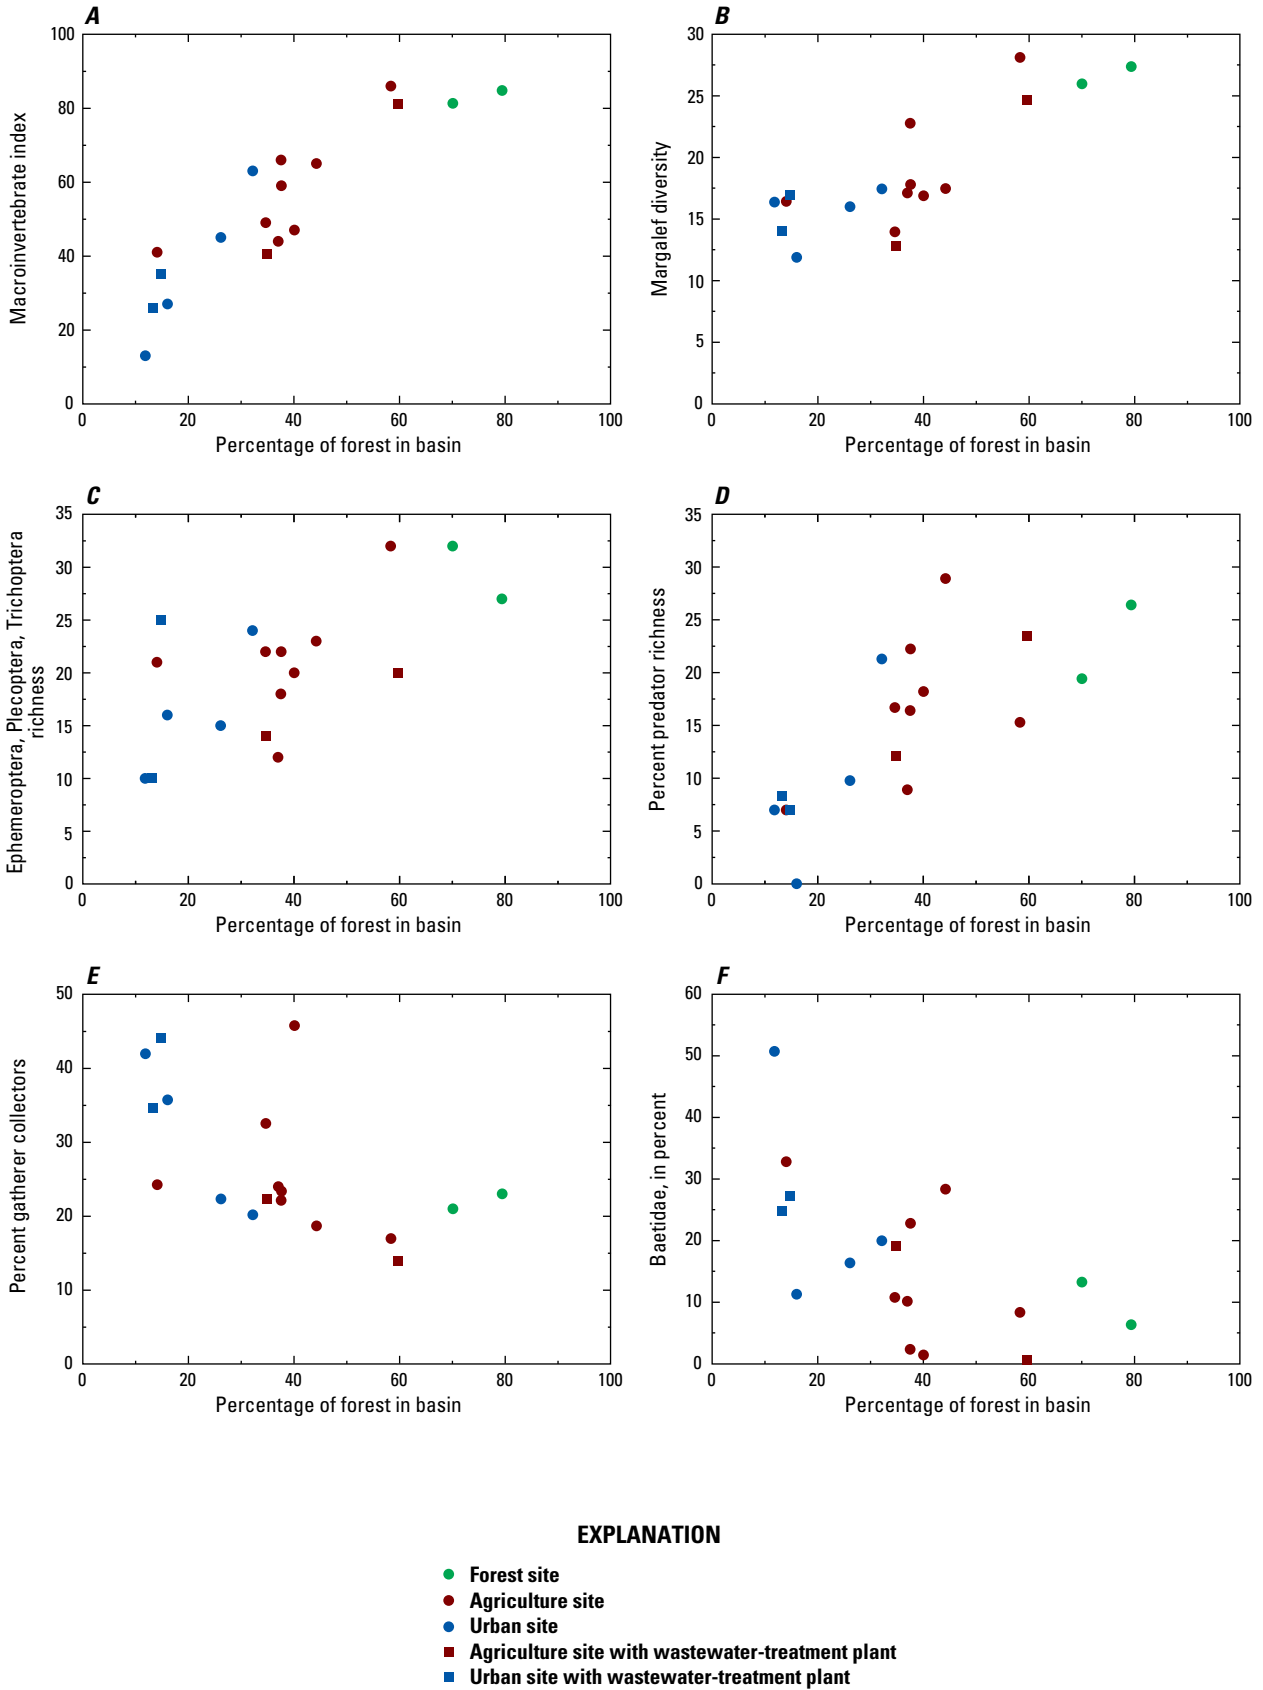 A
100
80
60
40
20
0
Macroinvertebrate index
0 20 40 60 80 100
Percentage of forest in basin
B
30
25
20
15
10
5
0
Margalef diversity
0 20 40 60 80 100
Percentage of forest in basin
C
35
30
25
20
15
10
5
0
Ephemeroptera, Plecoptera, Trichoptera
richness
0 20 40 60 80 100
Percentage of forest in basin
D
35
30
25
20
15
10
5
0
Percent predator richness
0 20 40 60 80 100
Percentage of forest in basin
E
50
40
30
20
10
0
Percent gatherer collectors
0 20 40 60 80 100
Percentage of forest in basin
F
60
50
40
30
20
10
0
Baetidae, in percent
0 20 40 60 80 100
Percentage of forest in basin
EXPLANATION
Forest site
Agriculture site
Urban site
Agriculture site with wastewater-treatment plant
Urban site with wastewater-treatment plant